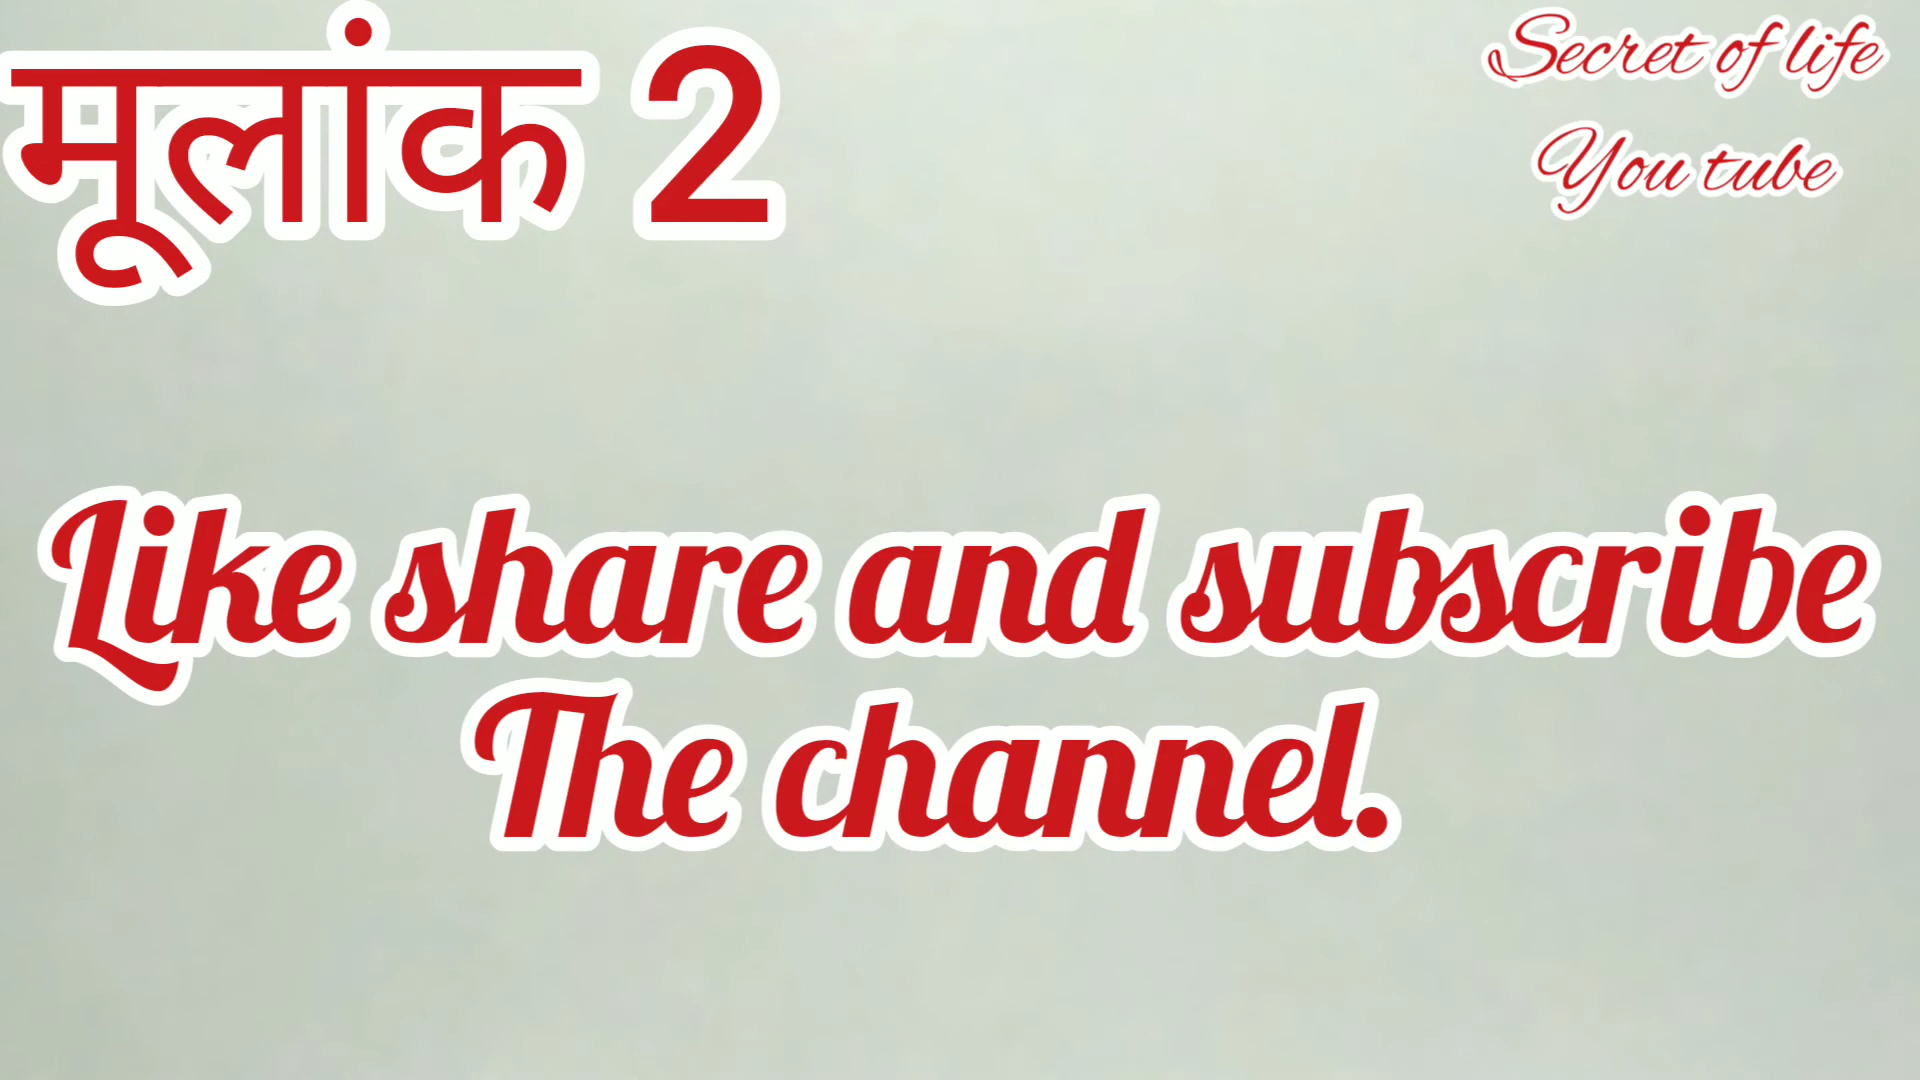 मूलांक 2
Secret of life
You tube
Like share and subscribe
The channel.